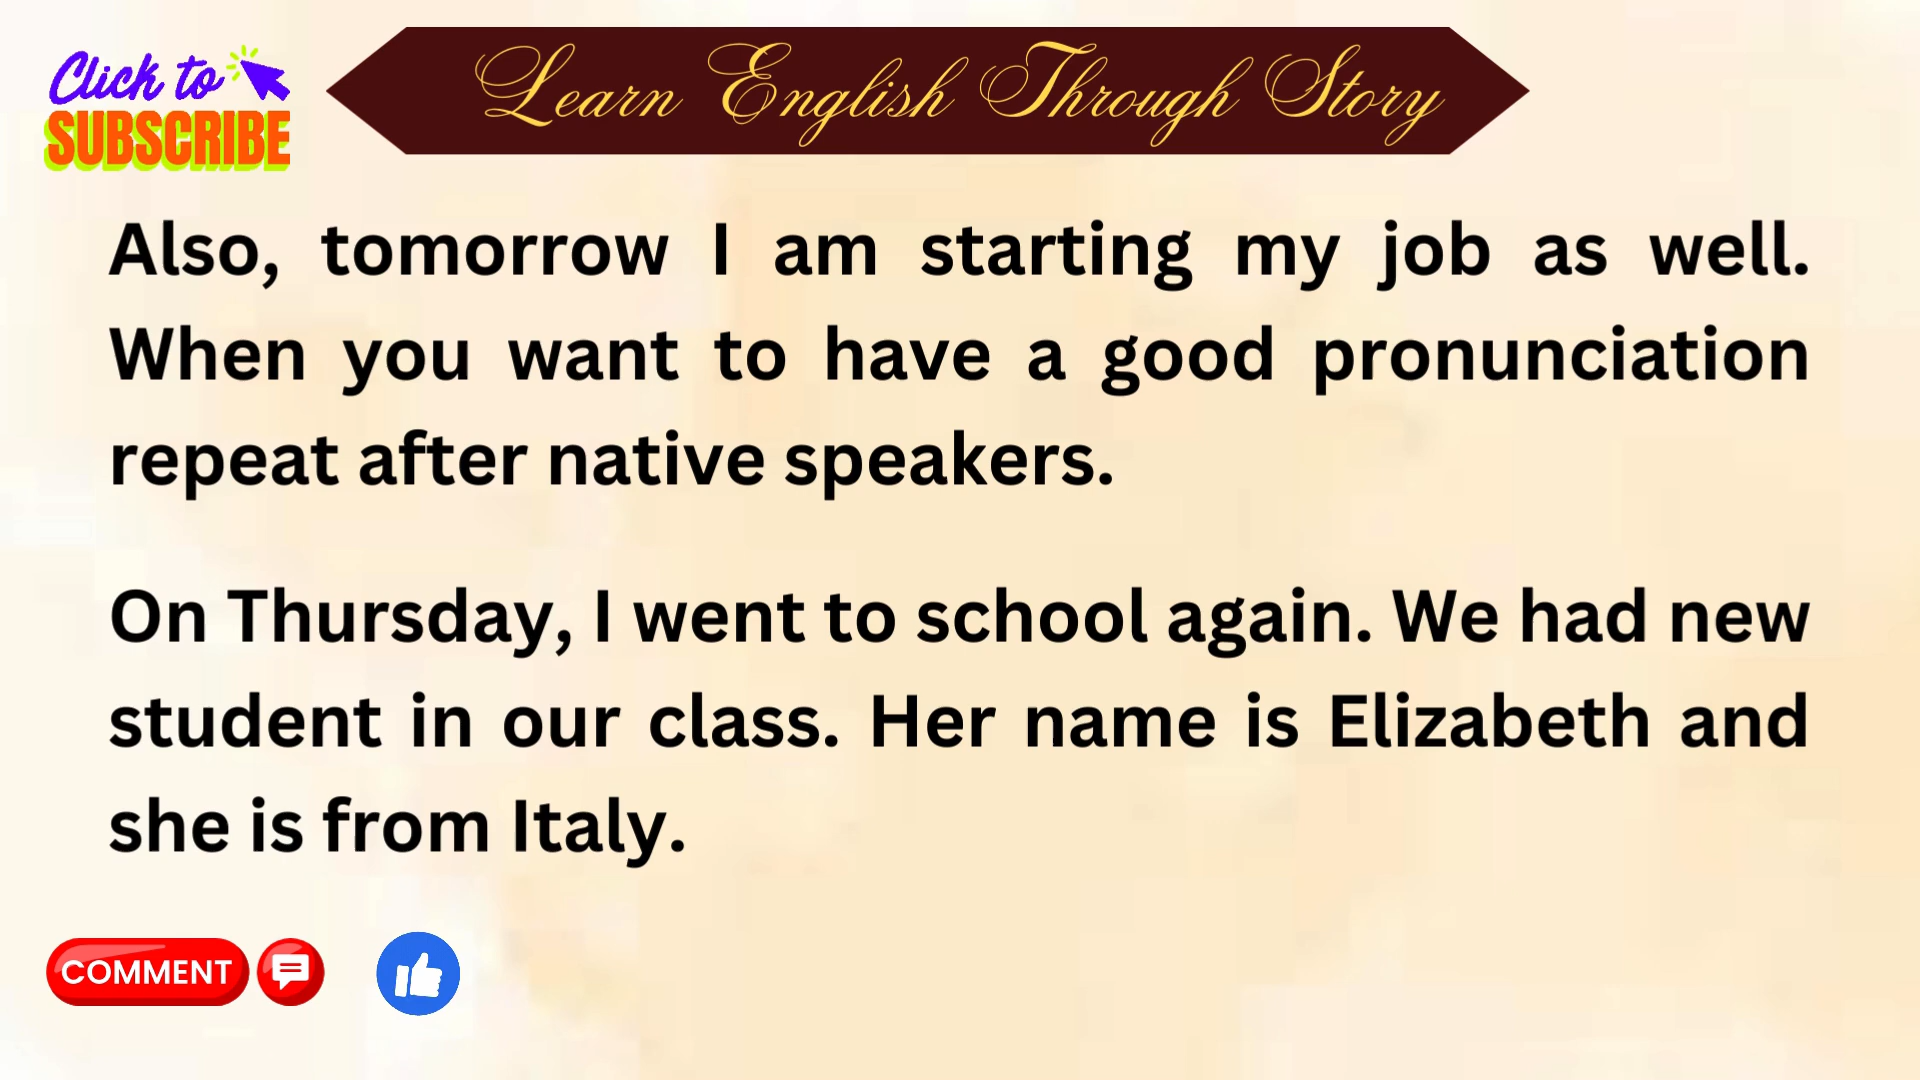 Click to
SUBSCRIBE
Learn English Through Story
Also, tomorrow I am starting my job as well.
When you want to have a good pronunciation
repeat after native speakers.
On Thursday, I went to school again. We had new
student in our class. Her name is Elizabeth and
she is from Italy.
COMMENT